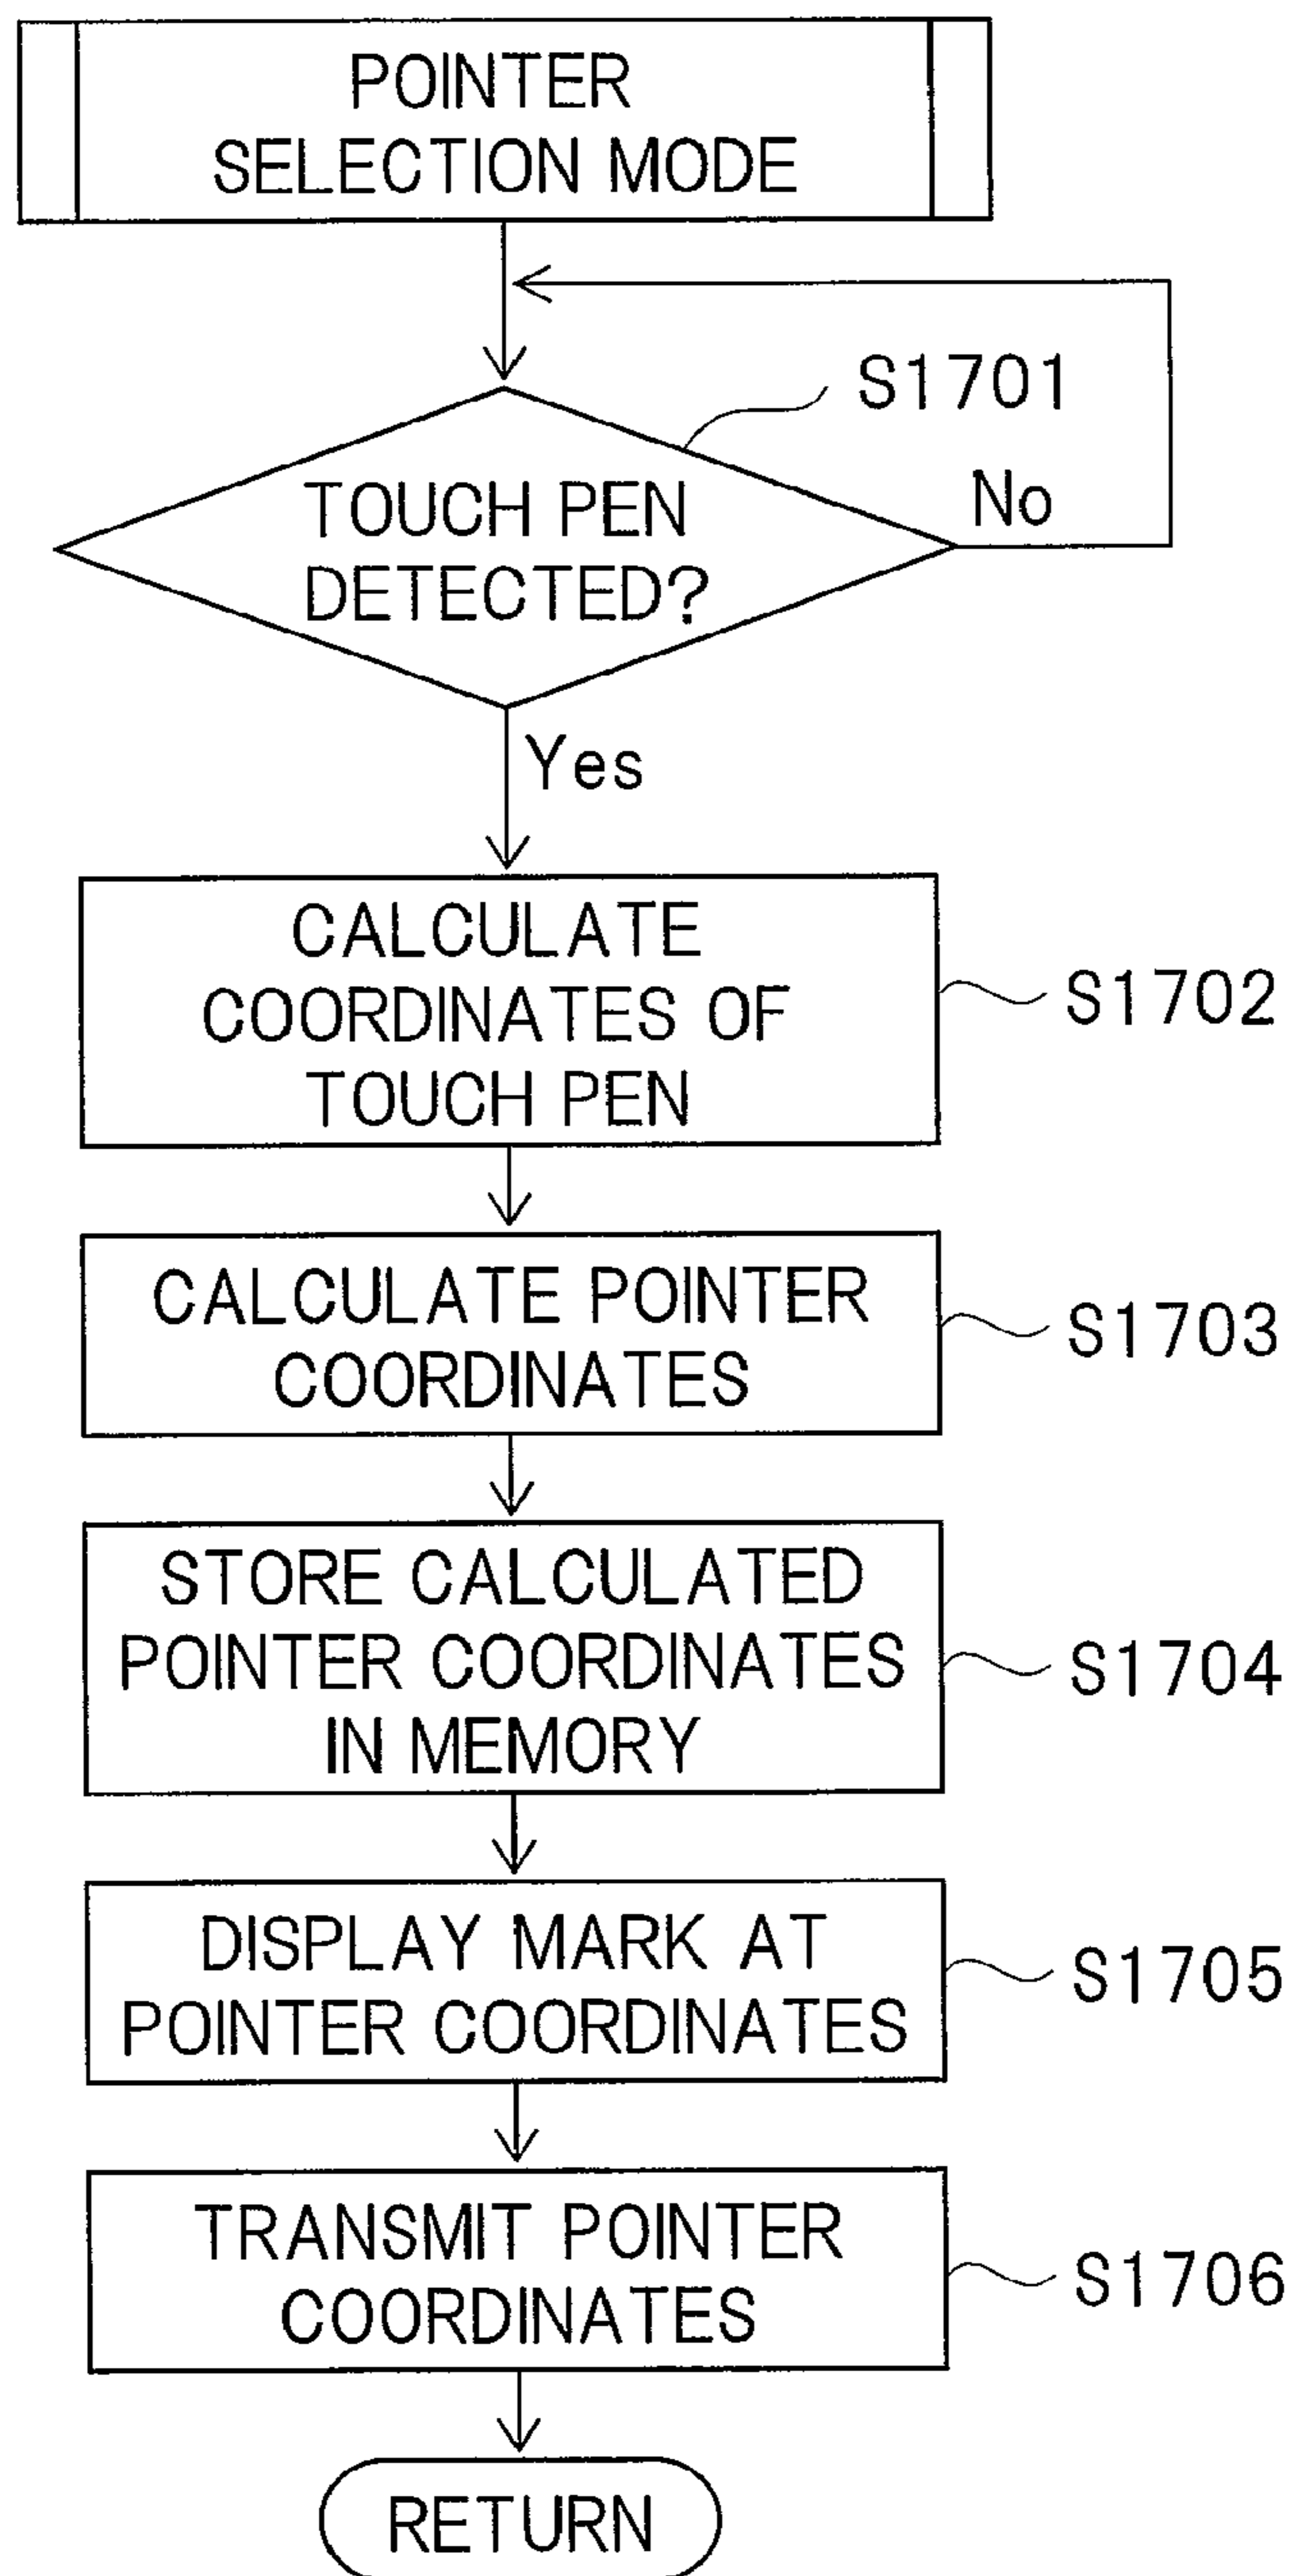 POINTER
SELECTION MODE
S1701
TOUCH PEN
DETECTED?
No
Yes
CALCULATE
COORDINATES OF
TOUCH PEN
S1702
CALCULATE POINTER
COORDINATES
S1703
STORE CALCULATED
POINTER COORDINATES
IN MEMORY
S1704
DISPLAY MARK AT
POINTER COORDINATES
S1705
TRANSMIT POINTER
COORDINATES
S1706
RETURN